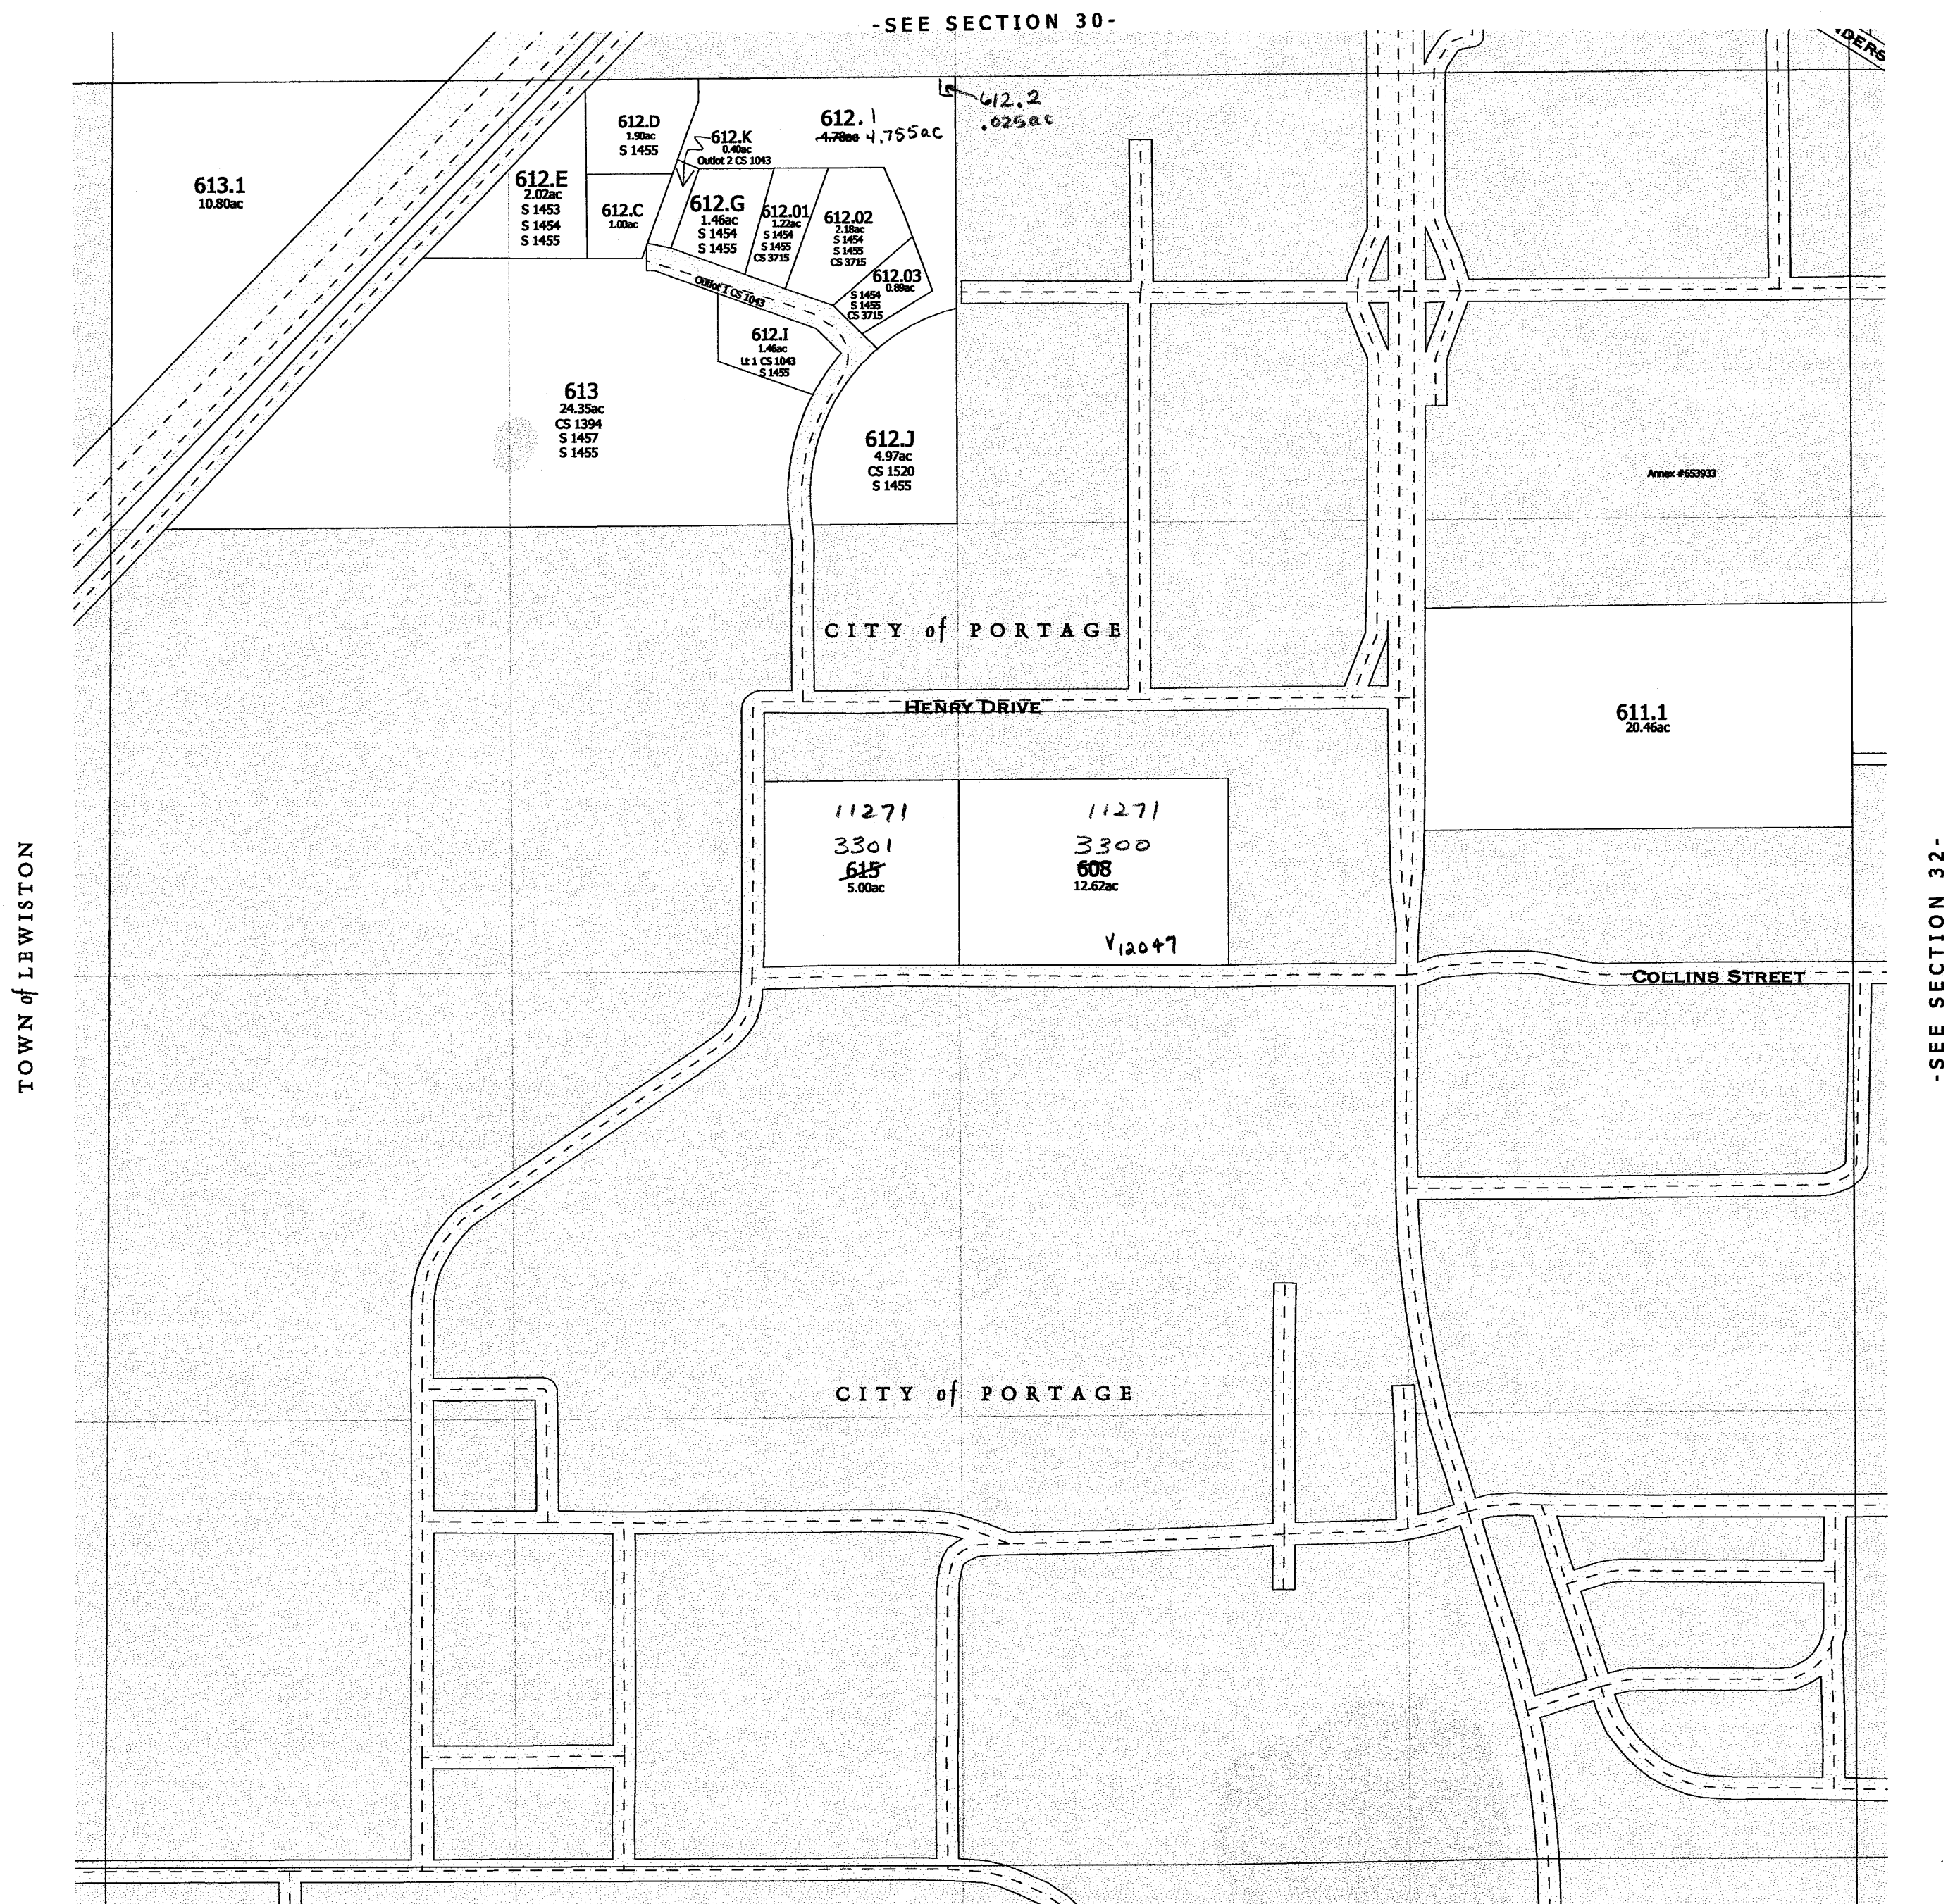 -SEE SECTION 30-
DERS
612.2
.025ac
612.1
4.78ac 4.755ac
612.D
1.90ac
S 1455
612.K
0.40ac
Outlot 2 CS 1043
613.1
10.80ac
612.E
2.02ac
S 1453
S 1454
S 1455
612.C
1.00ac
612.G
1.46ac
S 1454
S 1455
612.01
1.22ac
S 1454
S 1455
CS 3715
612.02
2.18ac
S 1454
S 1455
CS 3715
612.03
0.89ac
S 1454
S 1455
CS 3715
Outlot 1 CS 1043
612.I
1.46ac
Lt 1 CS 1043
S 1455
613
24.35ac
CS 1394
S 1457
S 1455
612.J
4.97ac
CS 1520
S 1455
Annex #653933
CITY of PORTAGE
HENRY DRIVE
611.1
20.46ac
11271
3301
615
5.00ac
11271
3300
608
12.62ac
V12047
TOWN of LEWISTON
-SEE SECTION 32-
COLLINS STREET
CITY of PORTAGE